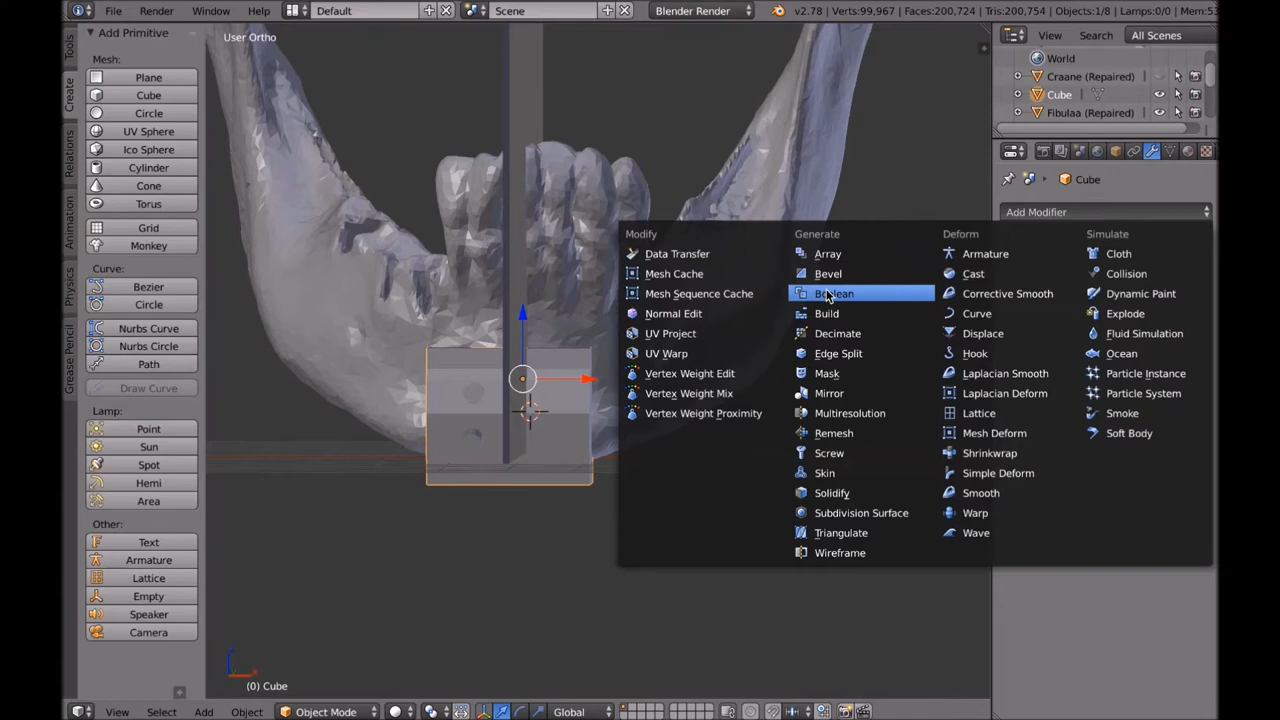 File Render Window Help Default Scene Blender Render v2.78 | Verts:99,967 | Faces:200,724 | Tris:200,754 | Objects:1/8 | Lamps:0/0 |
Tools
Create
Relations
Animation
Physics
Grease Pencil
Add Primitive
Mesh:
Plane
Cube
Circle
UV Sphere
Ico Sphere
Cylinder
Cone
Torus
Grid
Monkey
Curve:
Bezier
Circle
Nurbs Curve
Nurbs Circle
Path
Draw Curve
Lamp:
Point
Sun
Spot
Hemi
Area
Other:
Text
Armature
Lattice
Empty
Speaker
Camera
User Ortho
Modify
Data Transfer
Mesh Cache
Mesh Sequence Cache
Normal Edit
UV Project
UV Warp
Vertex Weight Edit
Vertex Weight Mix
Vertex Weight Proximity
Generate
Array
Bevel
Boolean
Build
Decimate
Edge Split
Mask
Mirror
Multiresolution
Remesh
Screw
Skin
Solidify
Subdivision Surface
Triangulate
Wireframe
Deform
Armature
Cast
Corrective Smooth
Curve
Displace
Hook
Laplacian Smooth
Laplacian Deform
Lattice
Mesh Deform
Shrinkwrap
Simple Deform
Smooth
Warp
Wave
Simulate
Cloth
Collision
Dynamic Paint
Explode
Fluid Simulation
Ocean
Particle Instance
Particle System
Smoke
Soft Body
View Search All Scenes
World
Craane (Repaired)
Cube
Fibulaa (Repaired)
Cube
Add Modifier
(0) Cube
View Select Add Object Object Mode Global